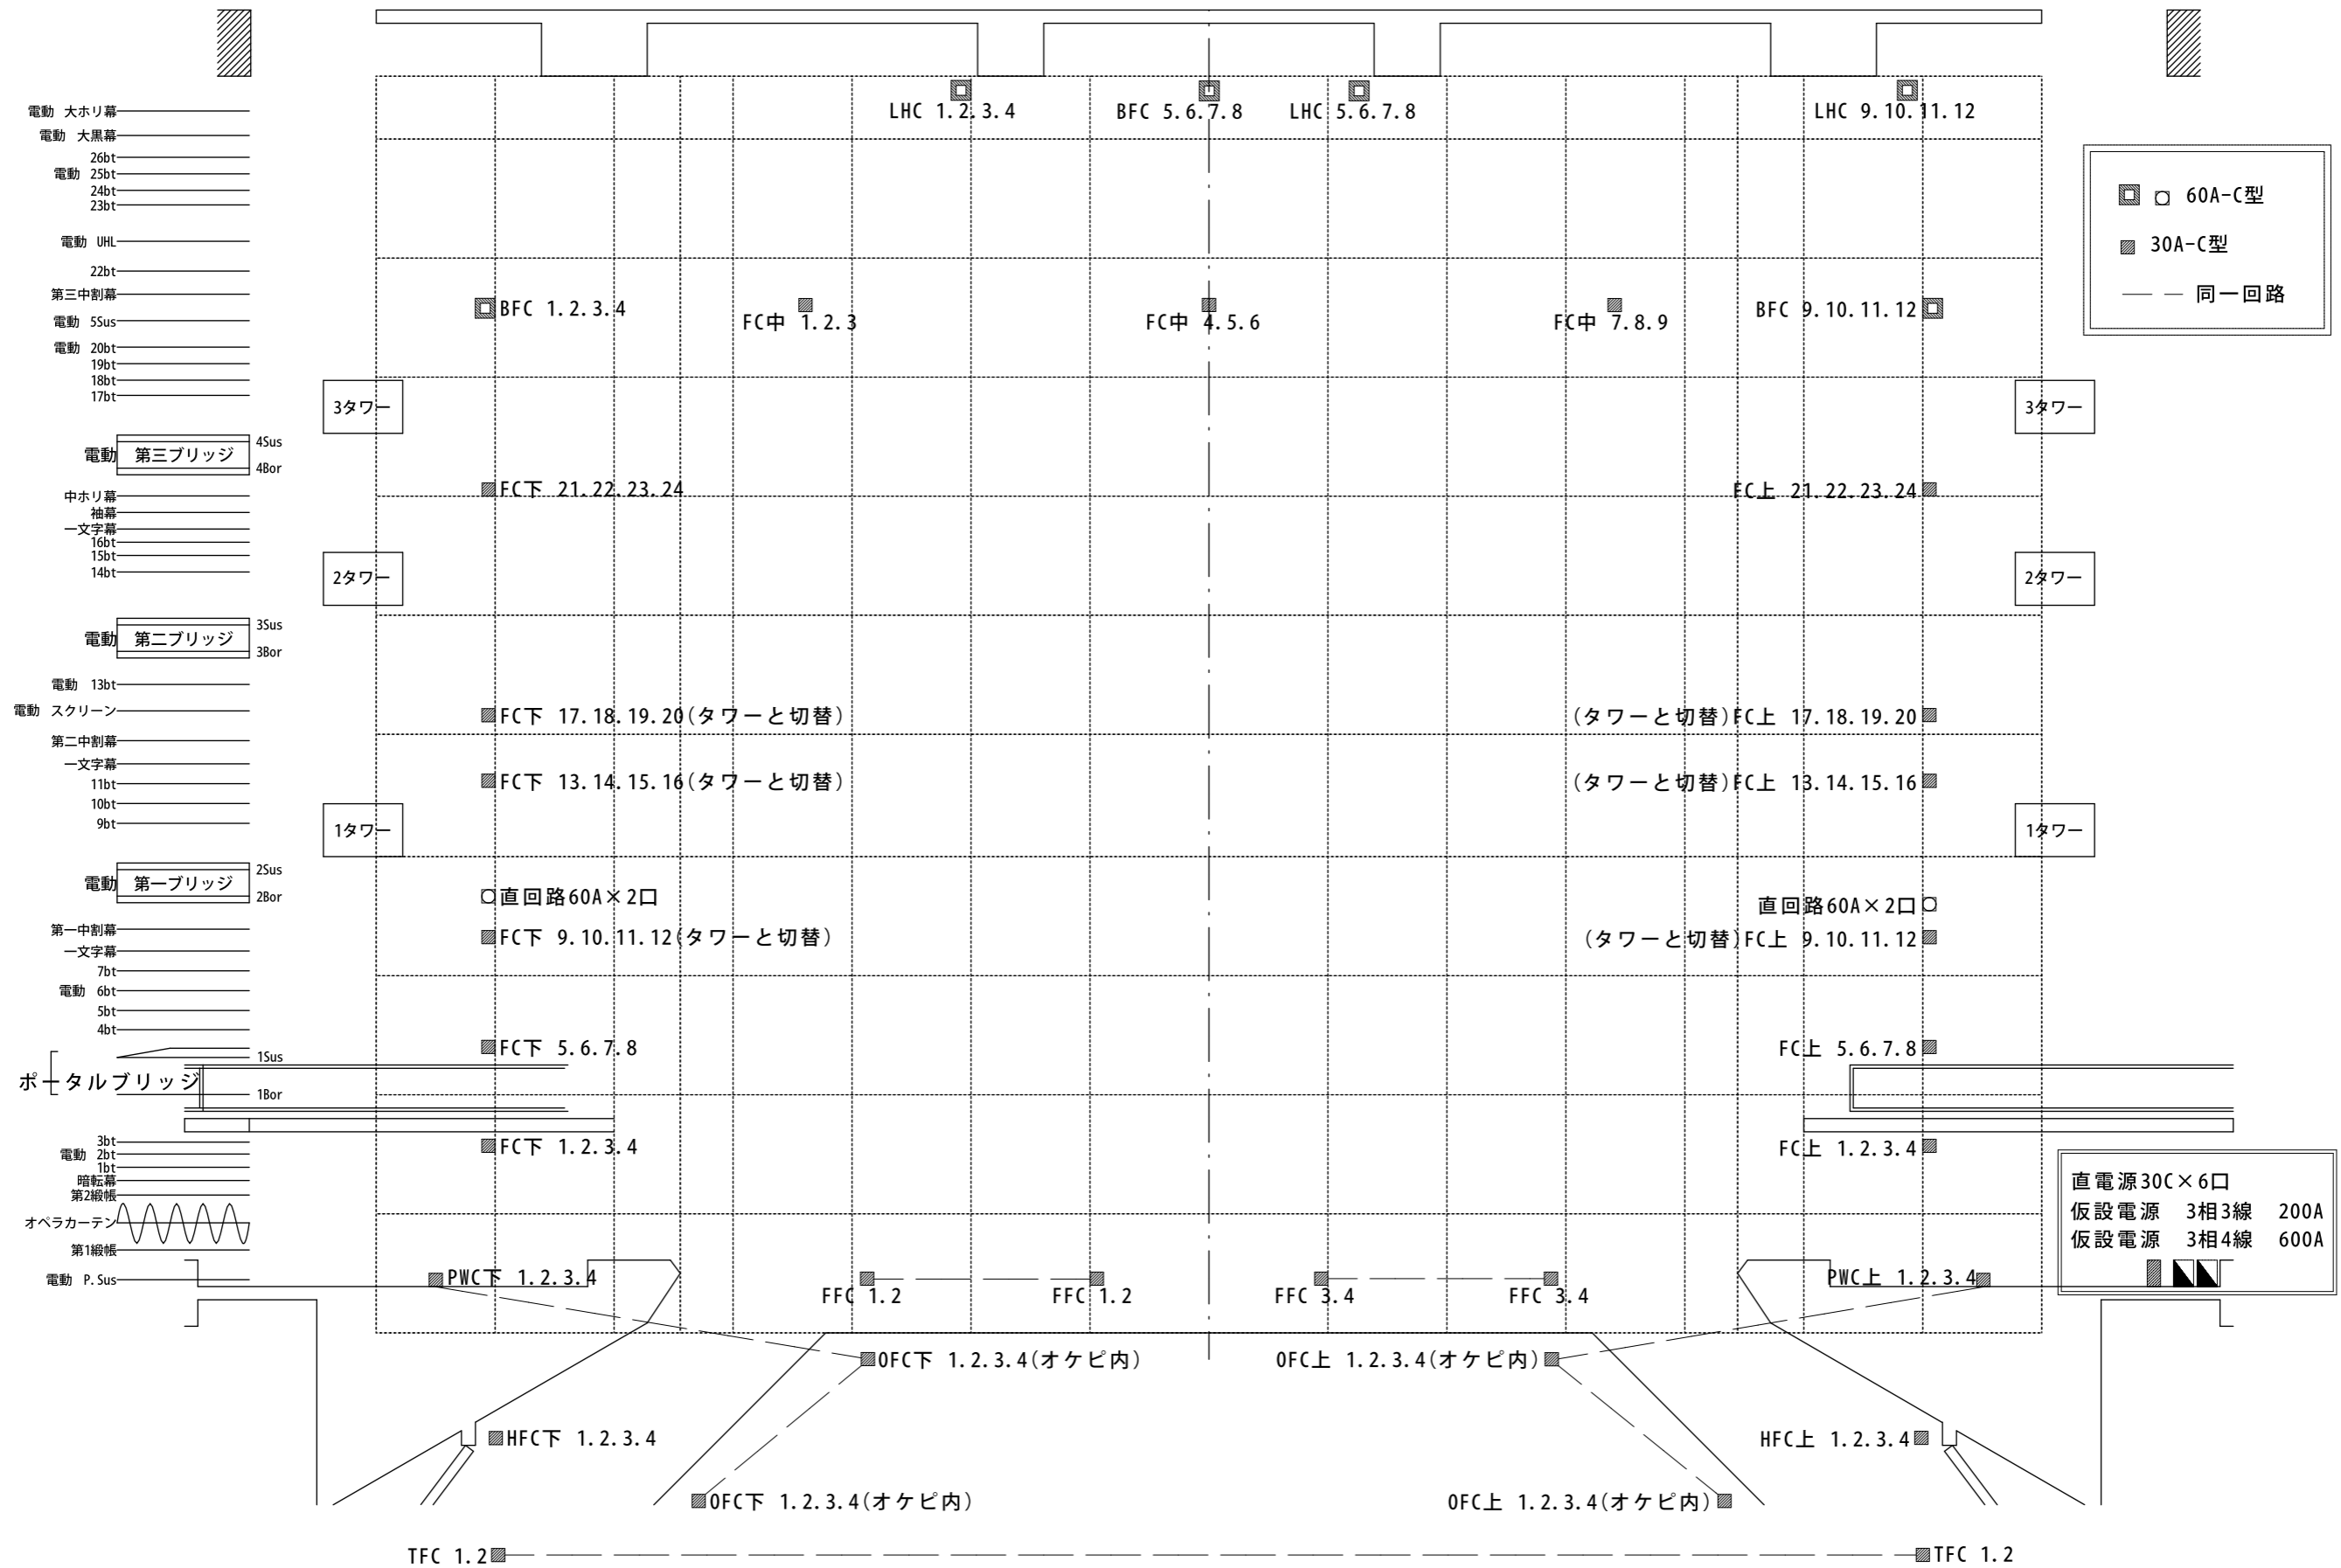 電動 大ホリ幕
電動 大黒幕
26bt
電動 25bt
24bt
23bt
電動 UHL
22bt
第三中割幕
電動 5Sus
電動 20bt
19bt
18bt
17bt
電動 第三ブリッジ
4Sus
4Bor
中ホリ幕
袖幕
一文字幕
16bt
15bt
14bt
電動 第二ブリッジ
3Sus
3Bor
電動 13bt
電動 スクリーン
第二中割幕
一文字幕
11bt
10bt
9bt
電動 第一ブリッジ
2Sus
2Bor
第一中割幕
一文字幕
7bt
電動 6bt
5bt
4bt
1Sus
ポータルブリッジ
1Bor
3bt
電動 2bt
1bt
暗転幕
第2緞帳
オペラカーテン
第1緞帳
電動 P.Sus
LHC 1.2.3.4
BFC 5.6.7.8
LHC 5.6.7.8
LHC 9.10.11.12
BFC 1.2.3.4
FC中 1.2.3
FC中 4.5.6
FC中 7.8.9
BFC 9.10.11.12
3タワー
3タワー
FC下 21.22.23.24
FC上 21.22.23.24
2タワー
2タワー
FC下 17.18.19.20(タワーと切替)
(タワーと切替)FC上 17.18.19.20
FC下 13.14.15.16(タワーと切替)
(タワーと切替)FC上 13.14.15.16
1タワー
1タワー
直回路60A×2口
直回路60A×2口
FC下 9.10.11.12(タワーと切替)
(タワーと切替)FC上 9.10.11.12
FC下 5.6.7.8
FC上 5.6.7.8
FC下 1.2.3.4
FC上 1.2.3.4
PWC下 1.2.3.4
FFC 1.2
FFC 1.2
FFC 3.4
FFC 3.4
PWC上 1.2.3.4
OFC下 1.2.3.4(オケピ内)
OFC上 1.2.3.4(オケピ内)
HFC下 1.2.3.4
HFC上 1.2.3.4
OFC下 1.2.3.4(オケピ内)
OFC上 1.2.3.4(オケピ内)
TFC 1.2
TFC 1.2
60A-C型
30A-C型
同一回路
直電源30C×6口
仮設電源 3相3線 200A
仮設電源 3相4線 600A